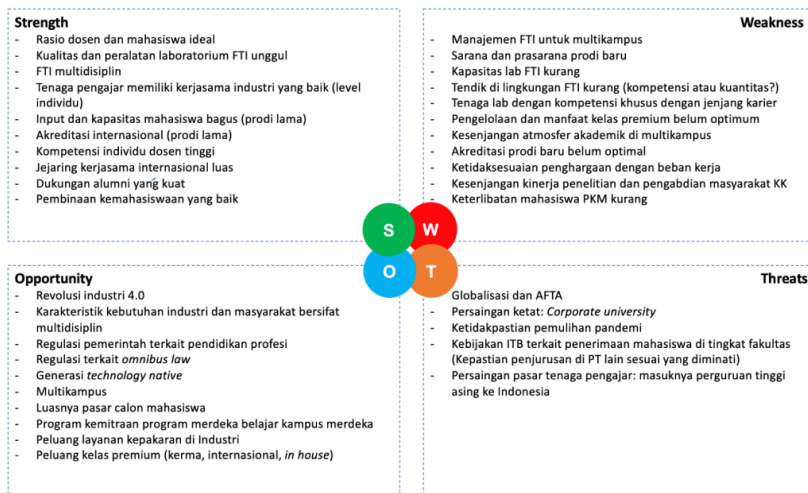 Strength
- Rasio dosen dan mahasiswa ideal
- Kualitas dan peralatan laboratorium FTI unggul
- FTI multidisiplin
- Tenaga pengajar memiliki kerjasama industri yang baik (level
individu)
- Input dan kapasitas mahasiswa bagus (prodi lama)
- Akreditasi internasional (prodi lama)
- Kompetensi individu dosen tinggi
- Jejaring kerjasama internasional luas
- Dukungan alumni yang kuat
- Pembinaan kemahasiswaan yang baik
Weakness
- Manajemen FTI untuk multikampus
- Sarana dan prasarana prodi baru
- Kapasitas lab FTI kurang
- Tendik di lingkungan FTI kurang (kompetensi atau kuantitas?)
- Tenaga lab dengan kompetensi khusus dengan jenjang karier
- Pengelolaan dan manfaat kelas premium belum optimum
- Kesenjangan atmosfer akademik di multikampus
- Akreditasi prodi baru belum optimal
- Ketidaksesuaian penghargaan dengan beban kerja
- Kesenjangan kinerja penelitian dan pengabdian masyarakat KK
- Keterlibatan mahasiswa PKM kurang
S
W
O
T
Opportunity
- Revolusi industri 4.0
- Karakteristik kebutuhan industri dan masyarakat bersifat
multidisplin
- Regulasi pemerintah terkait pendidikan profesi
- Regulasi terkait omnibus law
- Generasi technology native
- Multikampus
- Luasnya pasar calon mahasiswa
- Program kemitraan program merdeka belajar kampus merdeka
- Peluang layanan kepakaran di Industri
- Peluang kelas premium (kerma, internasional, in house)
Threats
Globalisasi dan AFTA
- Persaingan ketat: Corporate university
- Ketidakpastian pemulihan pandemi
- Kebijakan ITB terkait penerimaan mahasiswa di tingkat fakultas
(Kepastian penjurusan di PT lain sesuai yang diminati)
- Persaingan pasar tenaga pengajar: masuknya perguruan tinggi
asing ke Indonesia